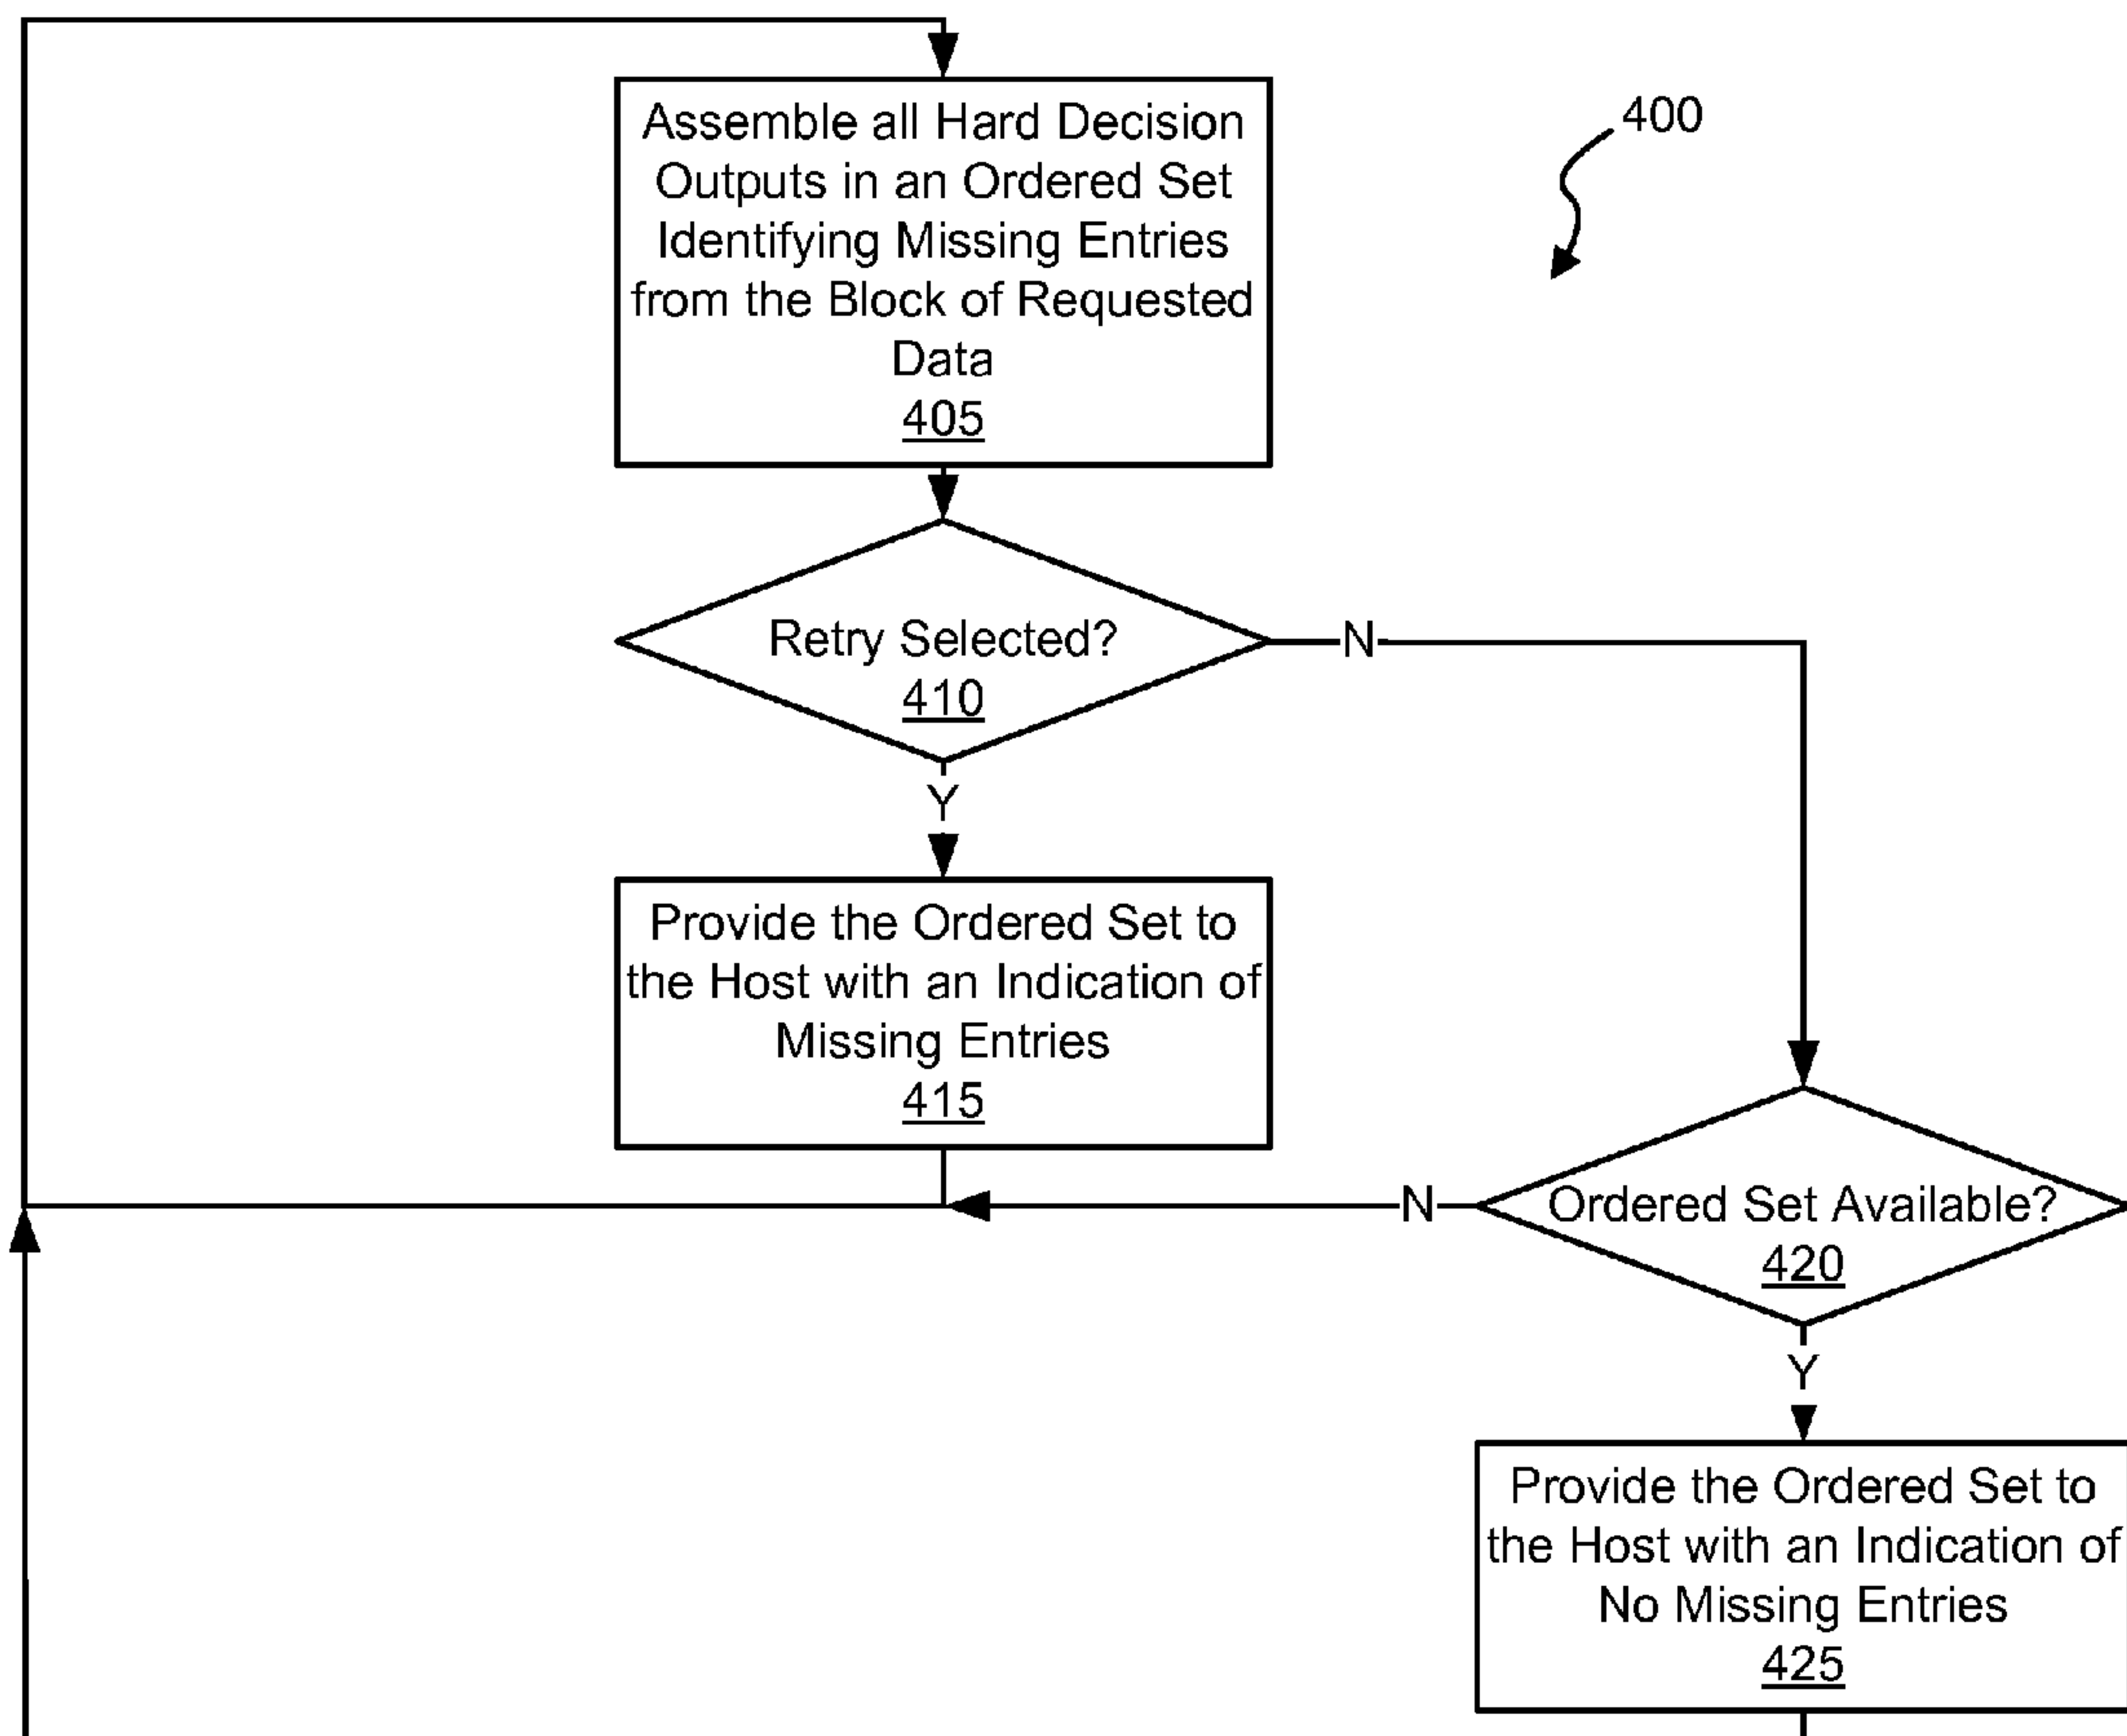 400
Assemble all Hard Decision
Outputs in an Ordered Set
Identifying Missing Entries
from the Block of Requested
Data
405
Retry Selected?
410
N
Y
Provide the Ordered Set to
the Host with an Indication of
Missing Entries
415
Ordered Set Available?
420
N
Y
Provide the Ordered Set to
the Host with an Indication of
No Missing Entries
425